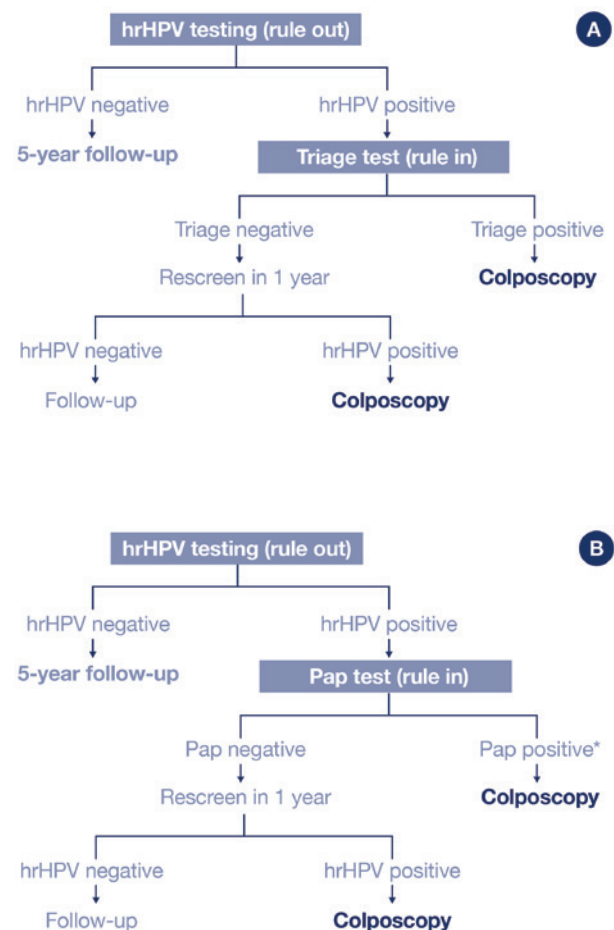 hrHPV testing (rule out)
A
hrHPV negative
hrHPV positive
5-year follow-up
Triage test (rule in)
Triage negative
Triage positive
Rescreen in 1 year
Colposcopy
hrHPV negative
hrHPV positive
Follow-up
Colposcopy
hrHPV testing (rule out)
B
hrHPV negative
hrHPV positive
5-year follow-up
Pap test (rule in)
Pap negative
Pap positive*
Rescreen in 1 year
Colposcopy
hrHPV negative
hrHPV positive
Follow-up
Colposcopy